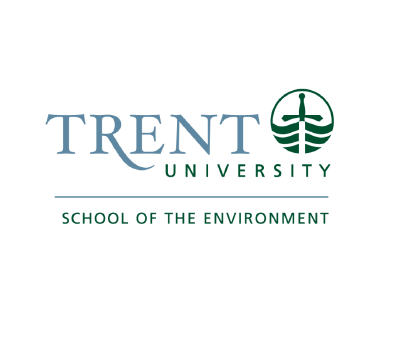 TRENT
UNIVERSITY
SCHOOL OF THE ENVIRONMENT